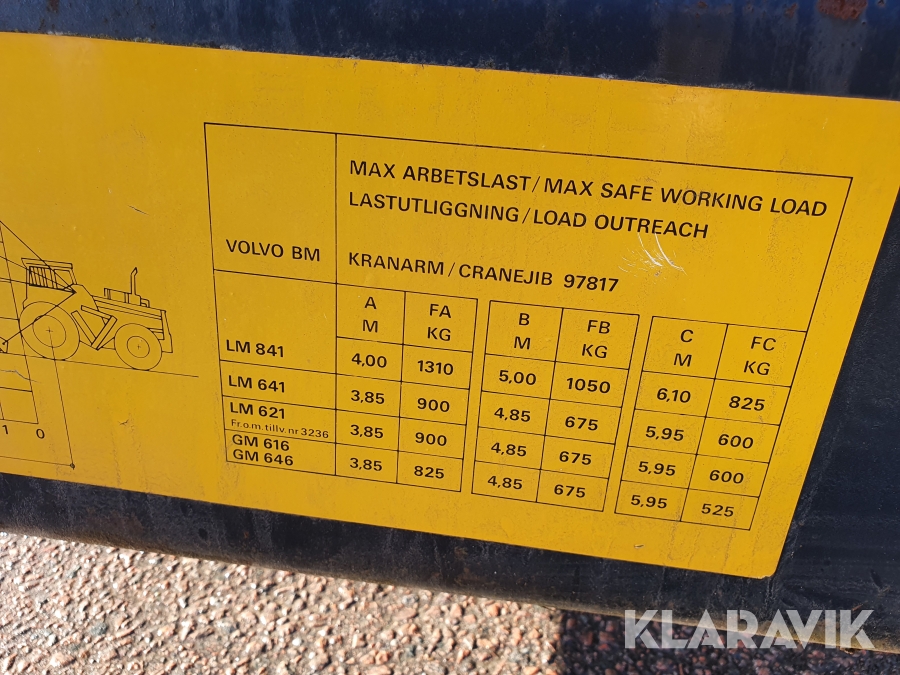 MAX ARBETSLAST/MAX SAFE WORKING LOAD
LASTUTLIGGNING/LOAD OUTREACH
VOLVO BM KRANARM/CRANEJIB 97817
A M FA KG B M FB KG C M FC KG
LM 841 4,00 1310 5,00 1050 6,10 825
LM 641 3,85 900 4,85 675 5,95 600
LM 621 Fr.o.m. tillv.nr 3236 3,85 900 4,85 675 5,95 600
GM 616
GM 646 3,85 825 4,85 675 5,95 525
1 0
KLARAVIK